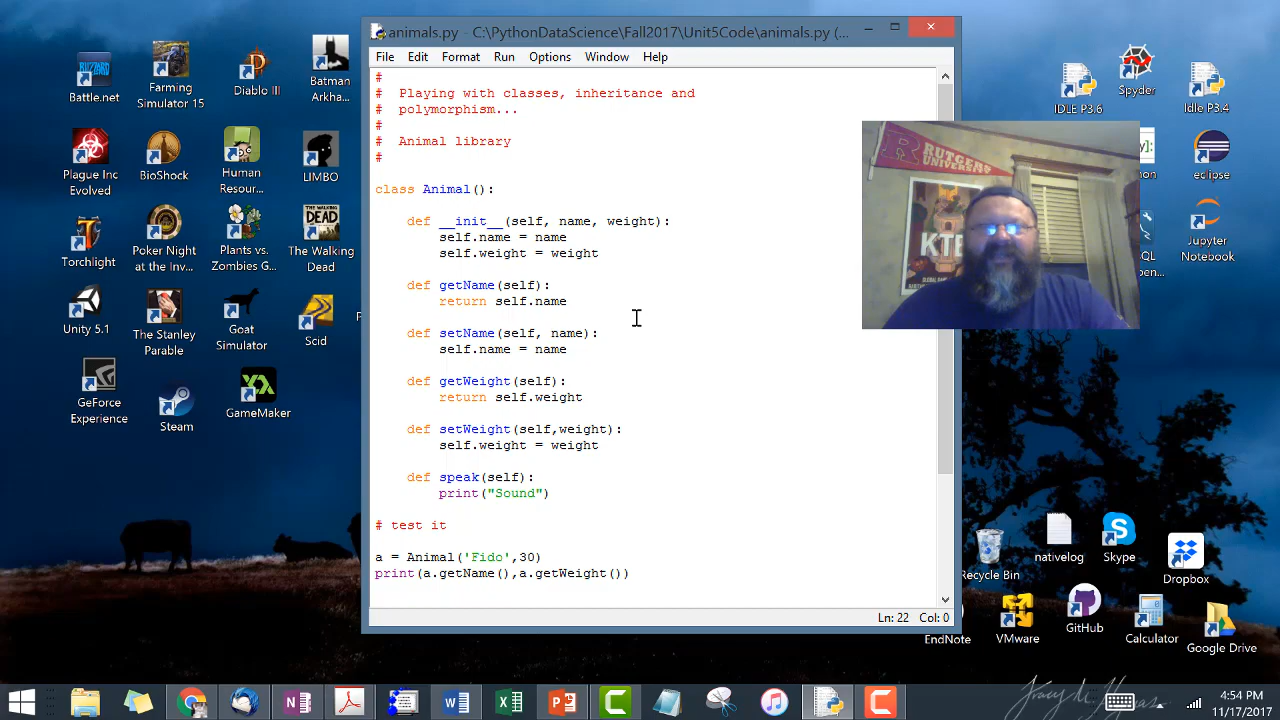 Battle.net
Farming
Simulator 15
Diablo III
Batman
Arkha...
Plague Inc
Evolved
BioShock
Human
Resour...
LIMBO
Torchlight
Poker Night
at the Inv...
Plants vs.
Zombies G...
The Walking
Dead
Unity 5.1
The Stanley
Parable
Goat
Simulator
Scid
GeForce
Experience
Steam
GameMaker
animals.py - C:\PythonDataScience\Fall2017\Unit5Code\animals.py (...
File Edit Format Run Options Window Help
#
# Playing with classes, inheritance and
# polymorphism...
#
# Animal library
#
class Animal():
def __init__(self, name, weight):
self.name = name
self.weight = weight
def getName(self):
return self.name
def setName(self, name):
self.name = name
def getWeight(self):
return self.weight
def setWeight(self,weight):
self.weight = weight
def speak(self):
print("Sound")
# test it
a = Animal('Fido',30)
print(a.getName(),a.getWeight())
Ln: 22 Col: 0
RUTGERS
UNIVERSITY
KTE
IDLE P3.6
Spyder
Idle P3.4
eclipse
Jupyter
Notebook
Recycle Bin
nativelog
Skype
Dropbox
EndNote
VMware
GitHub
Calculator
Google Drive
4:54 PM
11/17/2017